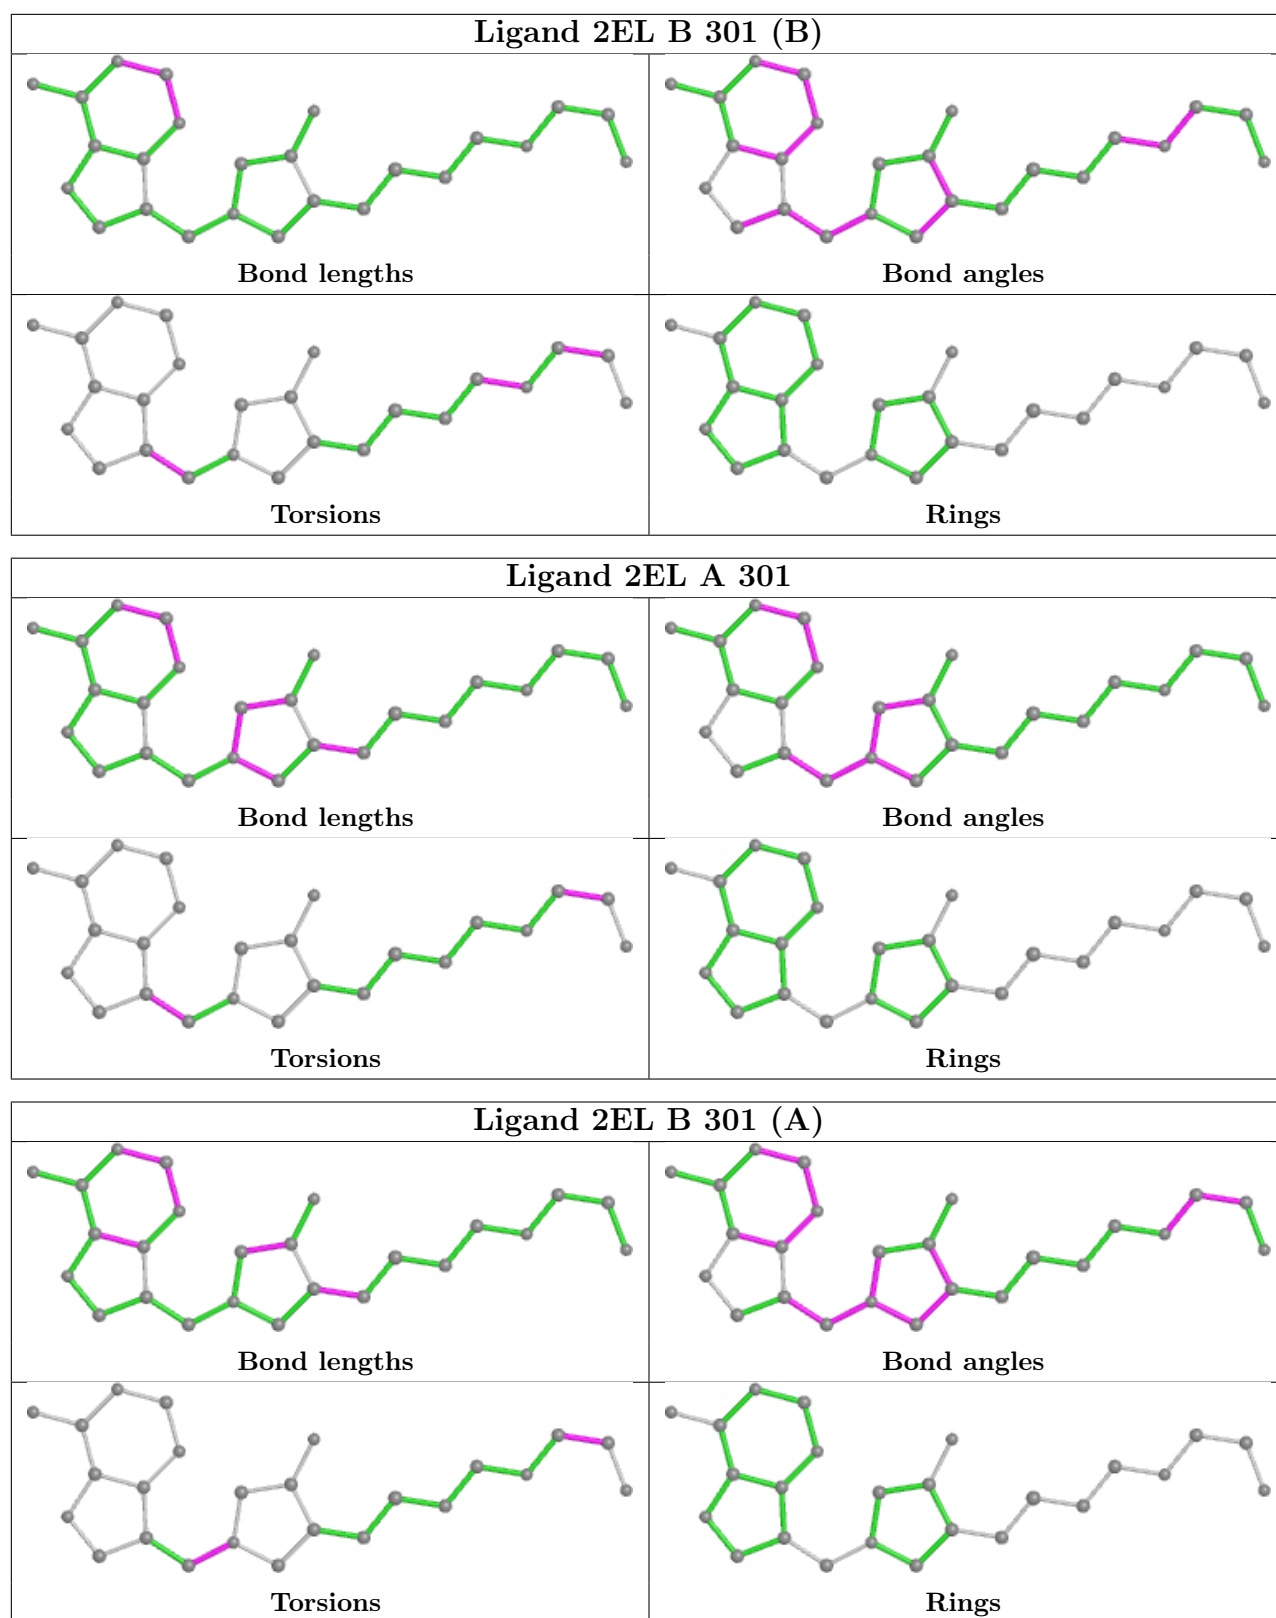 Ligand 2EL B 301 (B)
Bond lengths
Bond angles
Torsions
Rings
Ligand 2EL A 301
Bond lengths
Bond angles
Torsions
Rings
Ligand 2EL B 301 (A)
Bond lengths
Bond angles
Torsions
Rings